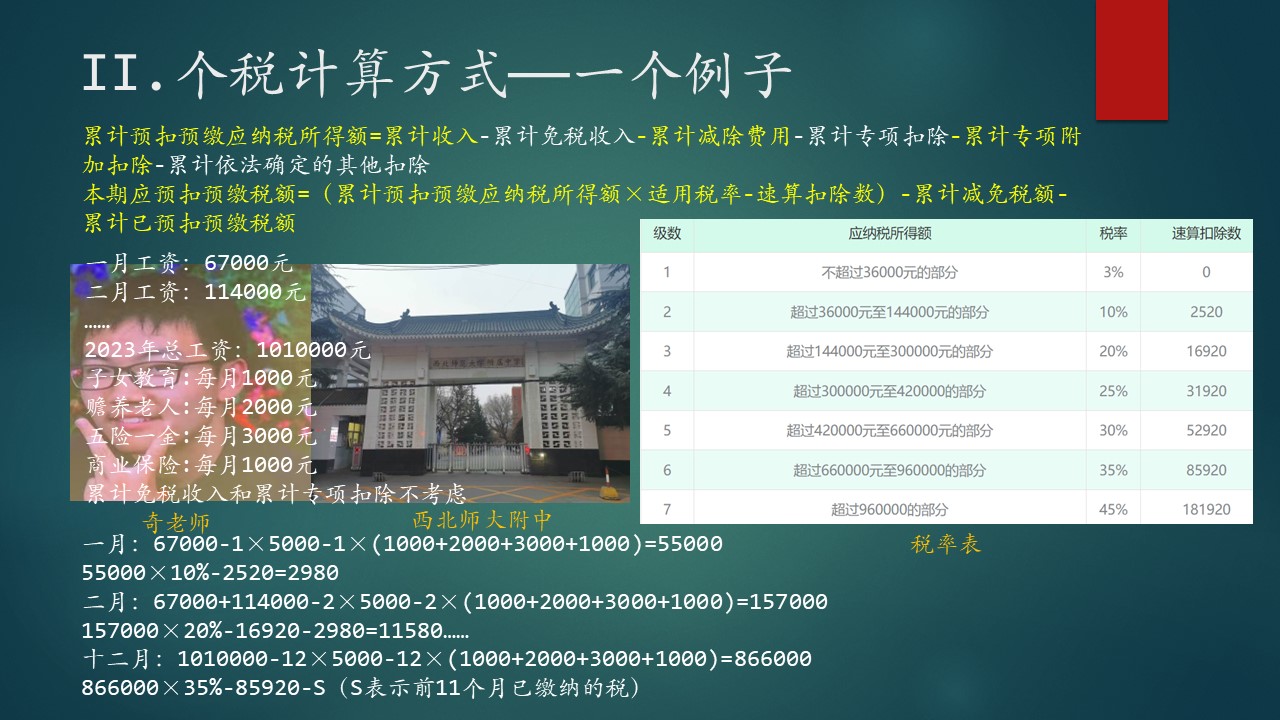 II.个税计算方式——一个例子
累计预扣预缴应纳税所得额=累计收入-累计免税收入-累计减除费用-累计专项扣除-累计专项附
加扣除-累计依法确定的其他扣除
本期应预扣预缴税额=（累计预扣预缴应纳税所得额×适用税率-速算扣除数）-累计减免税额-
累计已预扣预缴税额
一月工资：67000元
二月工资：114000元
……
2023年总工资：1010000元
子女教育:每月1000元
赡养老人:每月2000元
五险一金:每月3000元
商业保险:每月1000元
累计免税收入和累计专项扣除不考虑
西北师范大学附属中学
奇老师
西北师大附中
级数 应纳税所得额 税率 速算扣除数
1 不超过36000元的部分 3% 0
2 超过36000元至144000元的部分 10% 2520
3 超过144000元至300000元的部分 20% 16920
4 超过300000元至420000的部分 25% 31920
5 超过420000元至660000元的部分 30% 52920
6 超过660000元至960000的部分 35% 85920
7 超过960000的部分 45% 181920
税率表
一月：67000-1×5000-1×(1000+2000+3000+1000)=55000
55000×10%-2520=2980
二月：67000+114000-2×5000-2×(1000+2000+3000+1000)=157000
157000×20%-16920-2980=11580……
十二月：1010000-12×5000-12×(1000+2000+3000+1000)=866000
866000×35%-85920-S（S表示前11个月已缴纳的税）